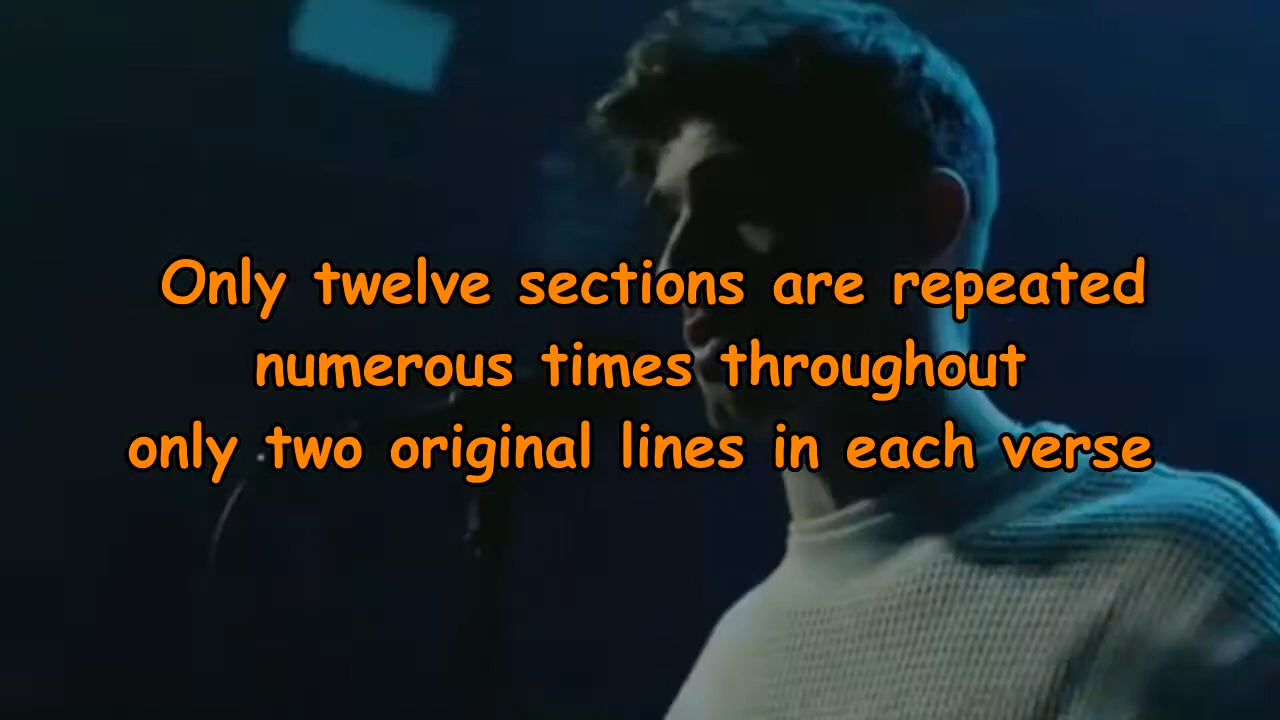 Only twelve sections are repeated
numerous times throughout
only two original lines in each verse